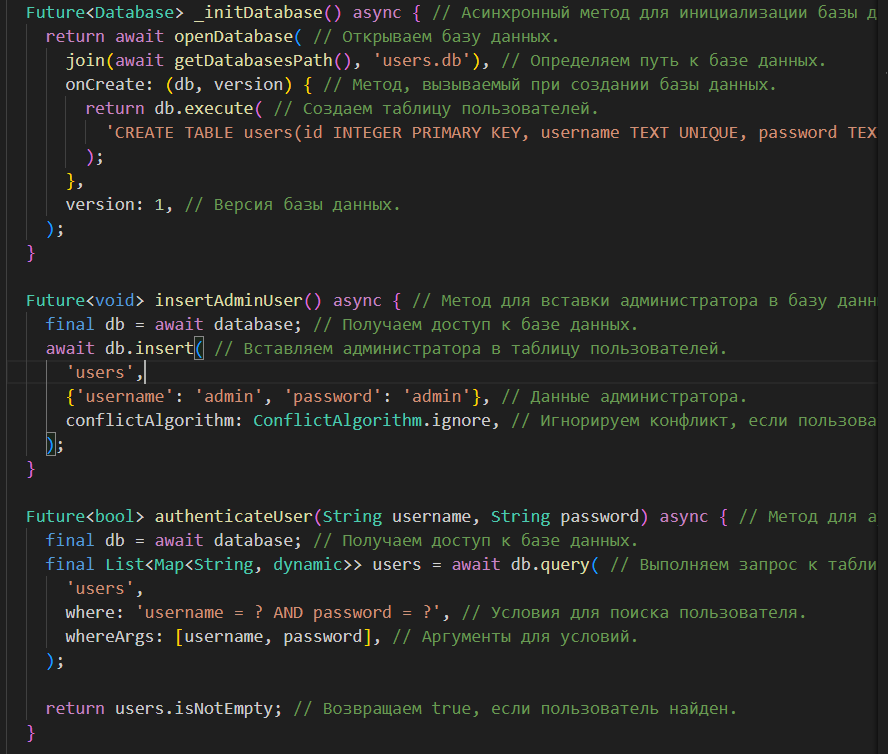 Future<Database> _initDatabase() async { // Асинхронный метод для инициализации базы д
return await openDatabase( // Открываем базу данных.
join(await getDatabasesPath(), 'users.db'), // Определяем путь к базе данных.
onCreate: (db, version) { // Метод, вызываемый при создании базы данных.
return db.execute( // Создаем таблицу пользователей.
'CREATE TABLE users(id INTEGER PRIMARY KEY, username TEXT UNIQUE, password TEX
);
},
version: 1, // Версия базы данных.
);
}
Future<void> insertAdminUser() async { // Метод для вставки администратора в базу данн
final db = await database; // Получаем доступ к базе данных.
await db.insert( // Вставляем администратора в таблицу пользователей.
'users',
{'username': 'admin', 'password': 'admin'}, // Данные администратора.
conflictAlgorithm: ConflictAlgorithm.ignore, // Игнорируем конфликт, если пользова
);
}
Future<bool> authenticateUser(String username, String password) async { // Метод для а
final db = await database; // Получаем доступ к базе данных.
final List<Map<String, dynamic>> users = await db.query( // Выполняем запрос к табли
'users',
where: 'username = ? AND password = ?', // Условия для поиска пользователя.
whereArgs: [username, password], // Аргументы для условий.
);
return users.isNotEmpty; // Возвращаем true, если пользователь найден.
}